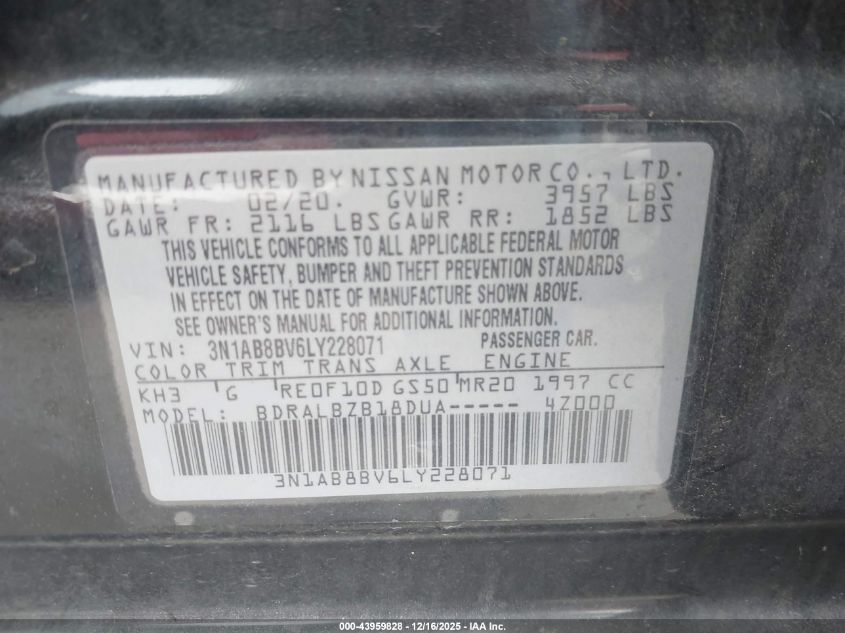 MANUFACTURED BY NISSAN MOTOR CO., LTD.
DATE: 02/20. GVWR: 3957 LBS
GAWR FR: 2116 LBS GAWR RR: 1852 LBS
THIS VEHICLE CONFORMS TO ALL APPLICABLE FEDERAL MOTOR
VEHICLE SAFETY, BUMPER AND THEFT PREVENTION STANDARDS
IN EFFECT ON THE DATE OF MANUFACTURE SHOWN ABOVE.
SEE OWNER'S MANUAL FOR ADDITIONAL INFORMATION.
VIN: 3N1AB8BV6LY228071 PASSENGER CAR.
COLOR TRIM TRANS AXLE ENGINE
KH3 G RE0F10D GS50 MR20 1997 CC
MODEL: BDRALBZB18DUA----- 4Z000
3N1AB8BV6LY228071
000-43959828 - 12/16/2025 - IAA Inc.